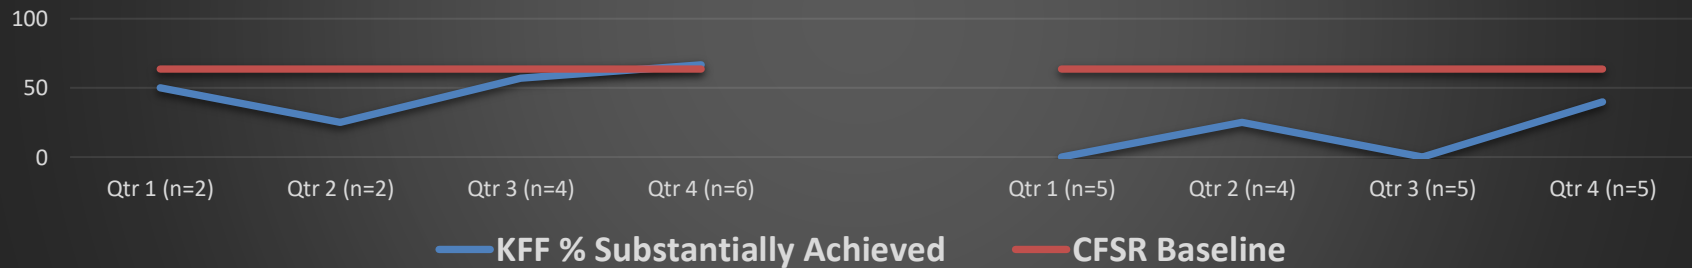 100
50
0
Qtr 1 (n=2) Qtr 2 (n=2) Qtr 3 (n=4) Qtr 4 (n=6) Qtr 1 (n=5) Qtr 2 (n=4) Qtr 3 (n=5) Qtr 4 (n=5)
KFF % Substantially Achieved CFSR Baseline